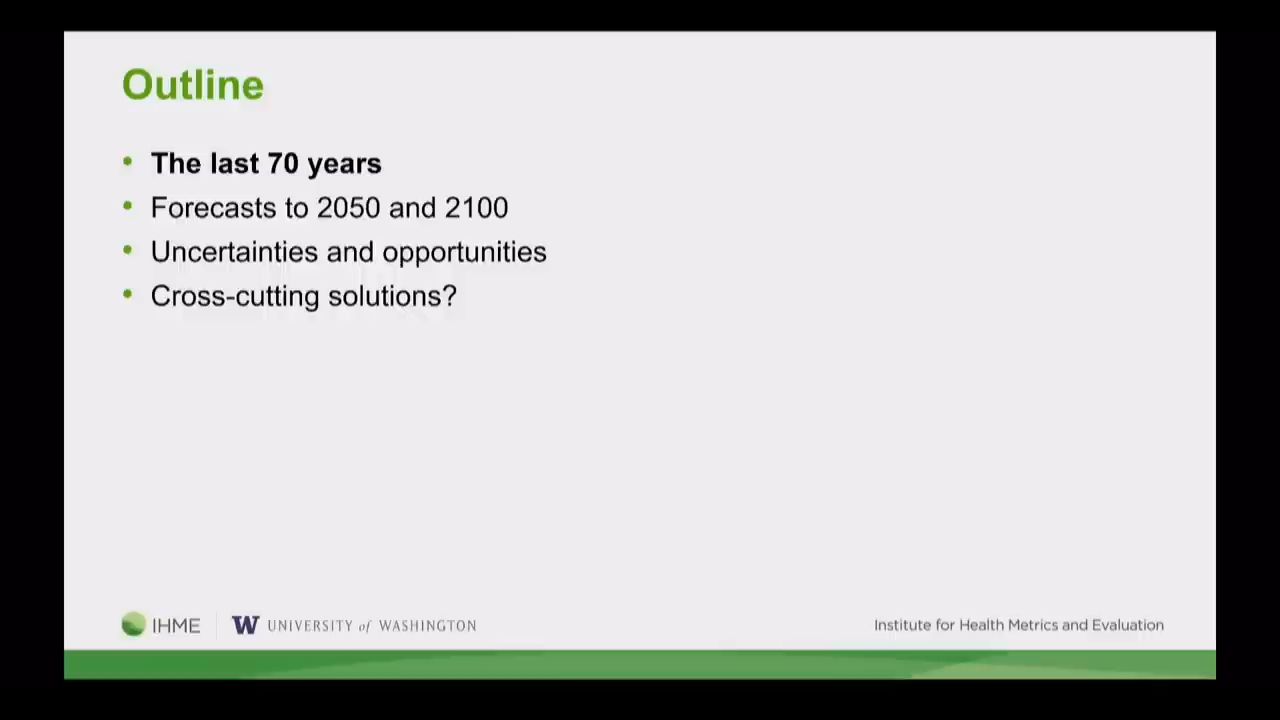 Outline
• The last 70 years
• Forecasts to 2050 and 2100
• Uncertainties and opportunities
• Cross-cutting solutions?
IHME
W UNIVERSITY of WASHINGTON
Institute for Health Metrics and Evaluation